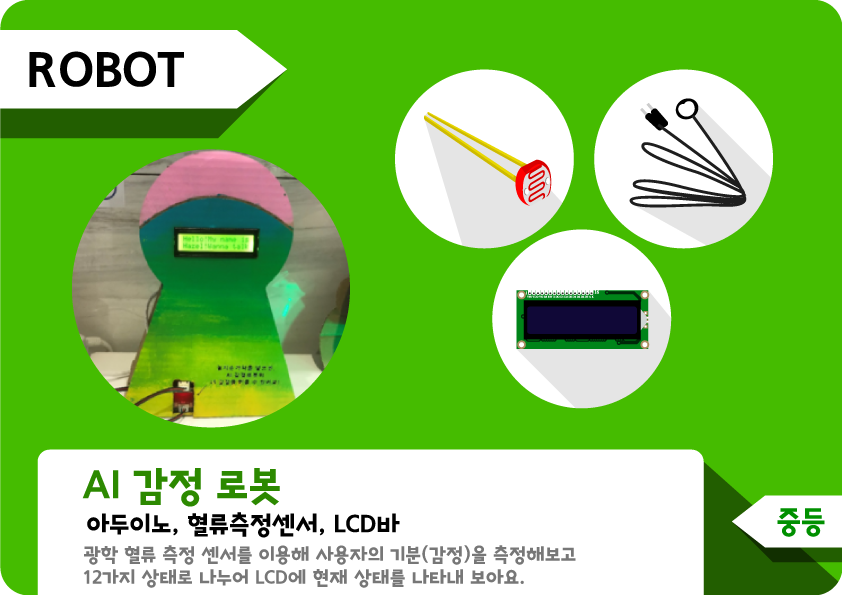 ROBOT
Hello!My name is
AI 감정 로봇
아두이노, 혈류측정센서, LCD바
광학 혈류 측정 센서를 이용해 사용자의 기분(감정)을 측정해보고
12가지 상태로 나누어 LCD에 현재 상태를 나타내 보아요.
중등